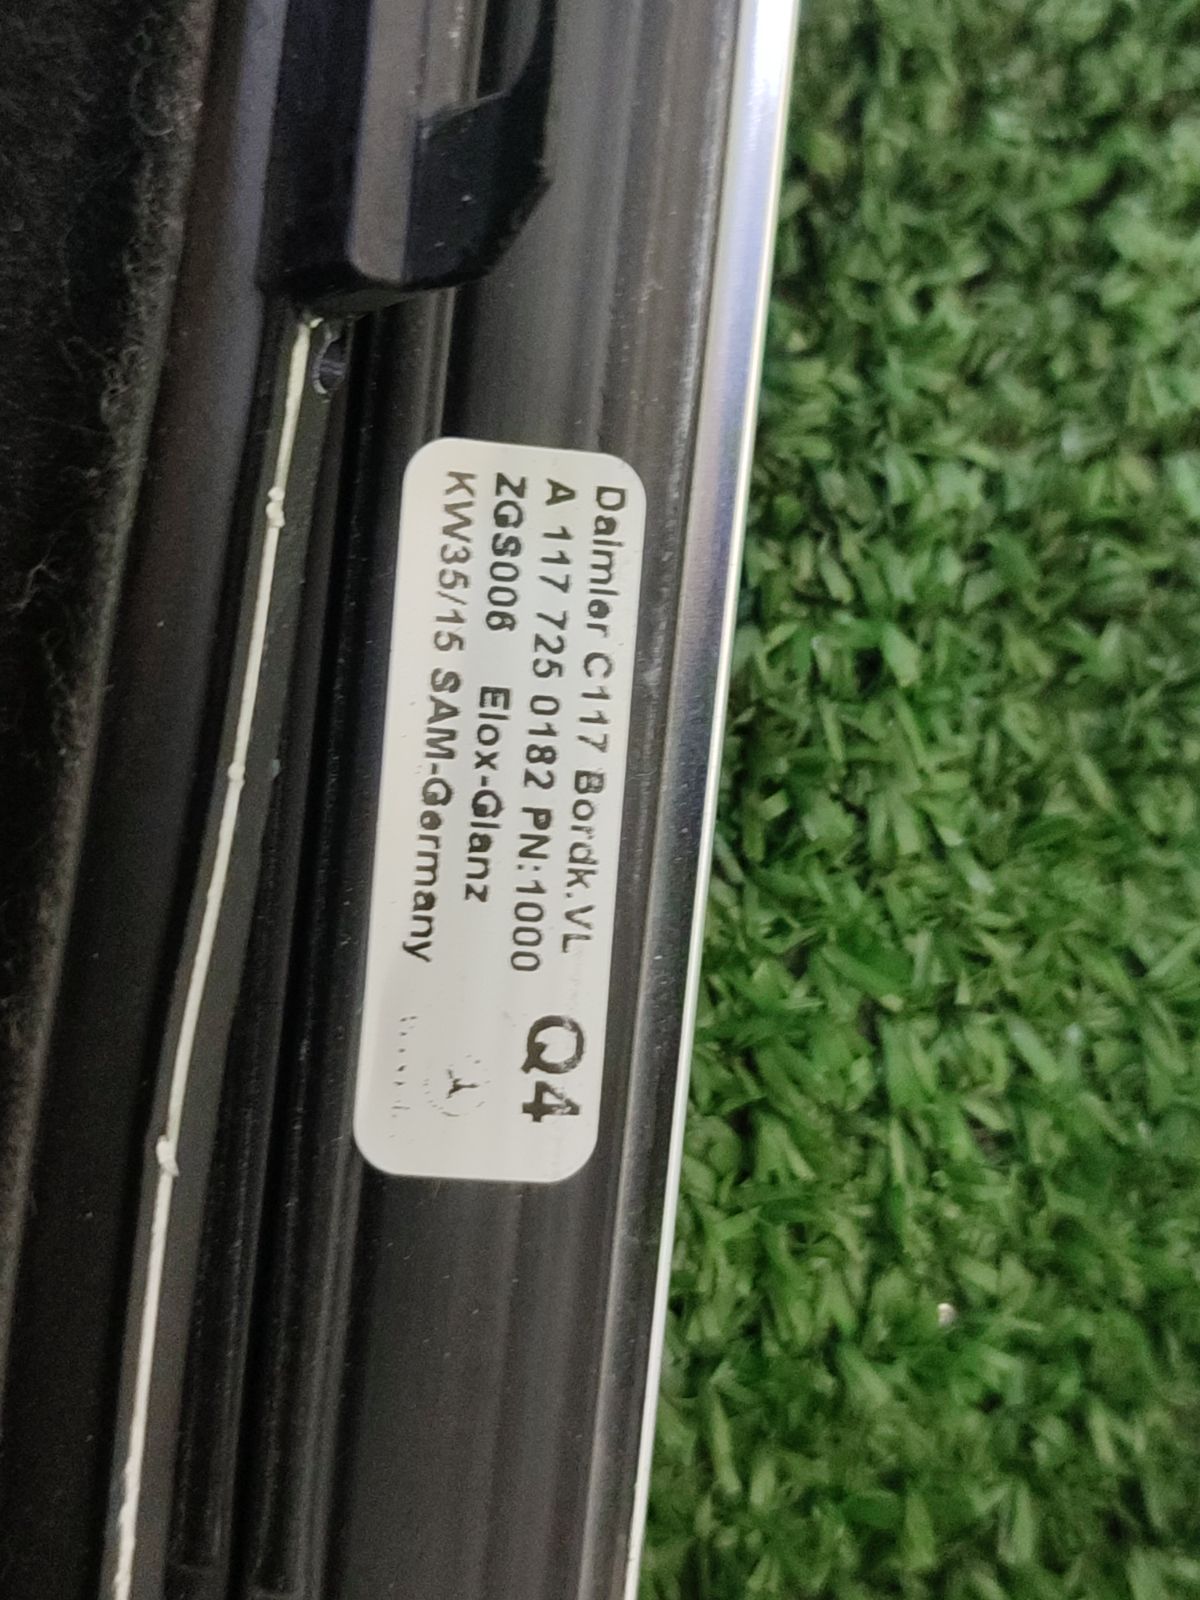 Daimler C117 Bordk.VL
A 117 725 0182 PN:1000
ZGS006 Elox-Glanz
KW35/15 SAM-Germany
Q4